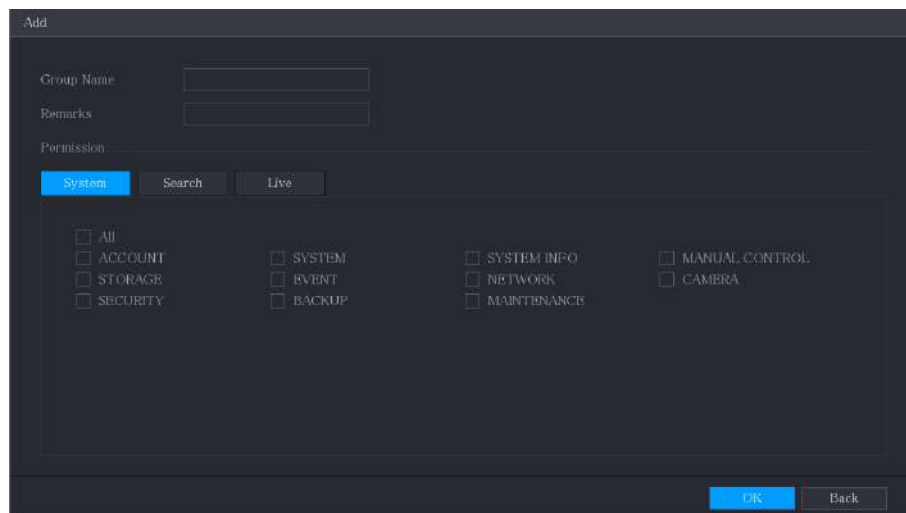 Add
Group Name
Remarks
Permission
System Search Live
All
ACCOUNT SYSTEM SYSTEM INFO MANUAL CONTROL
STORAGE EVENT NETWORK CAMERA
SECURITY BACKUP MAINTENANCE
OK Back